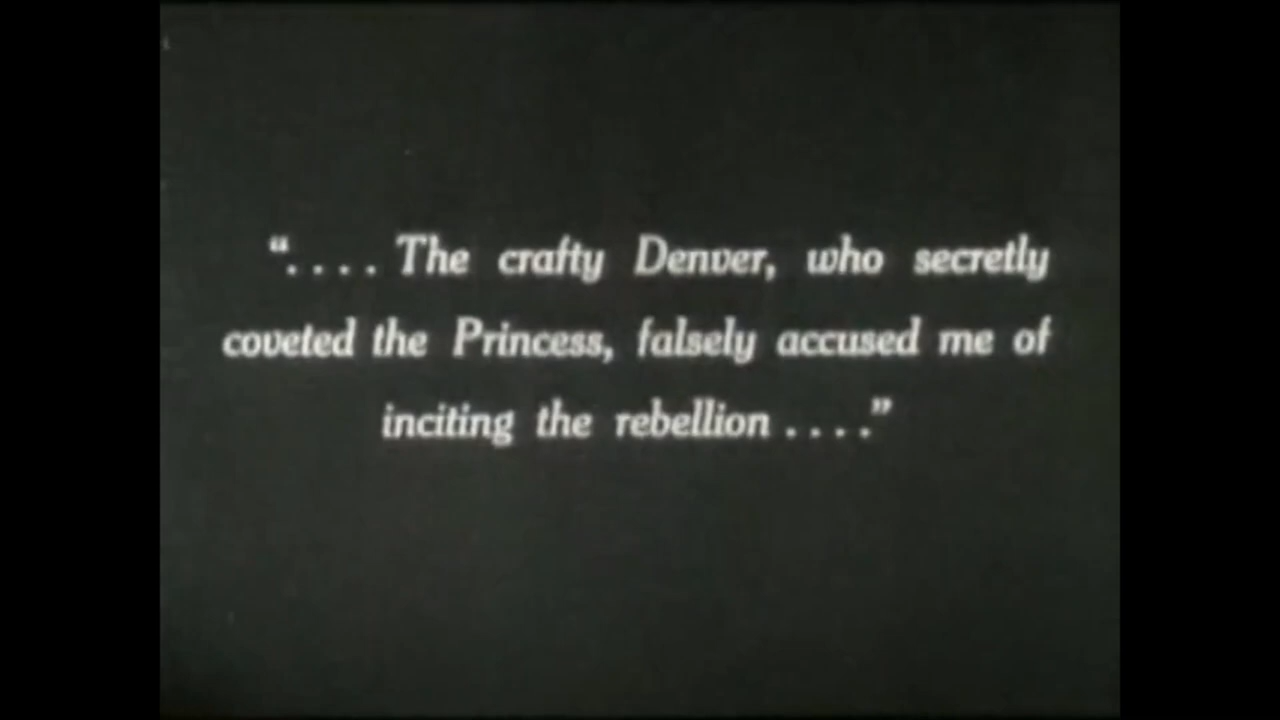 “. . . . The crafty Denver, who secretly
coveted the Princess, falsely accused me of
inciting the rebellion . . . .”